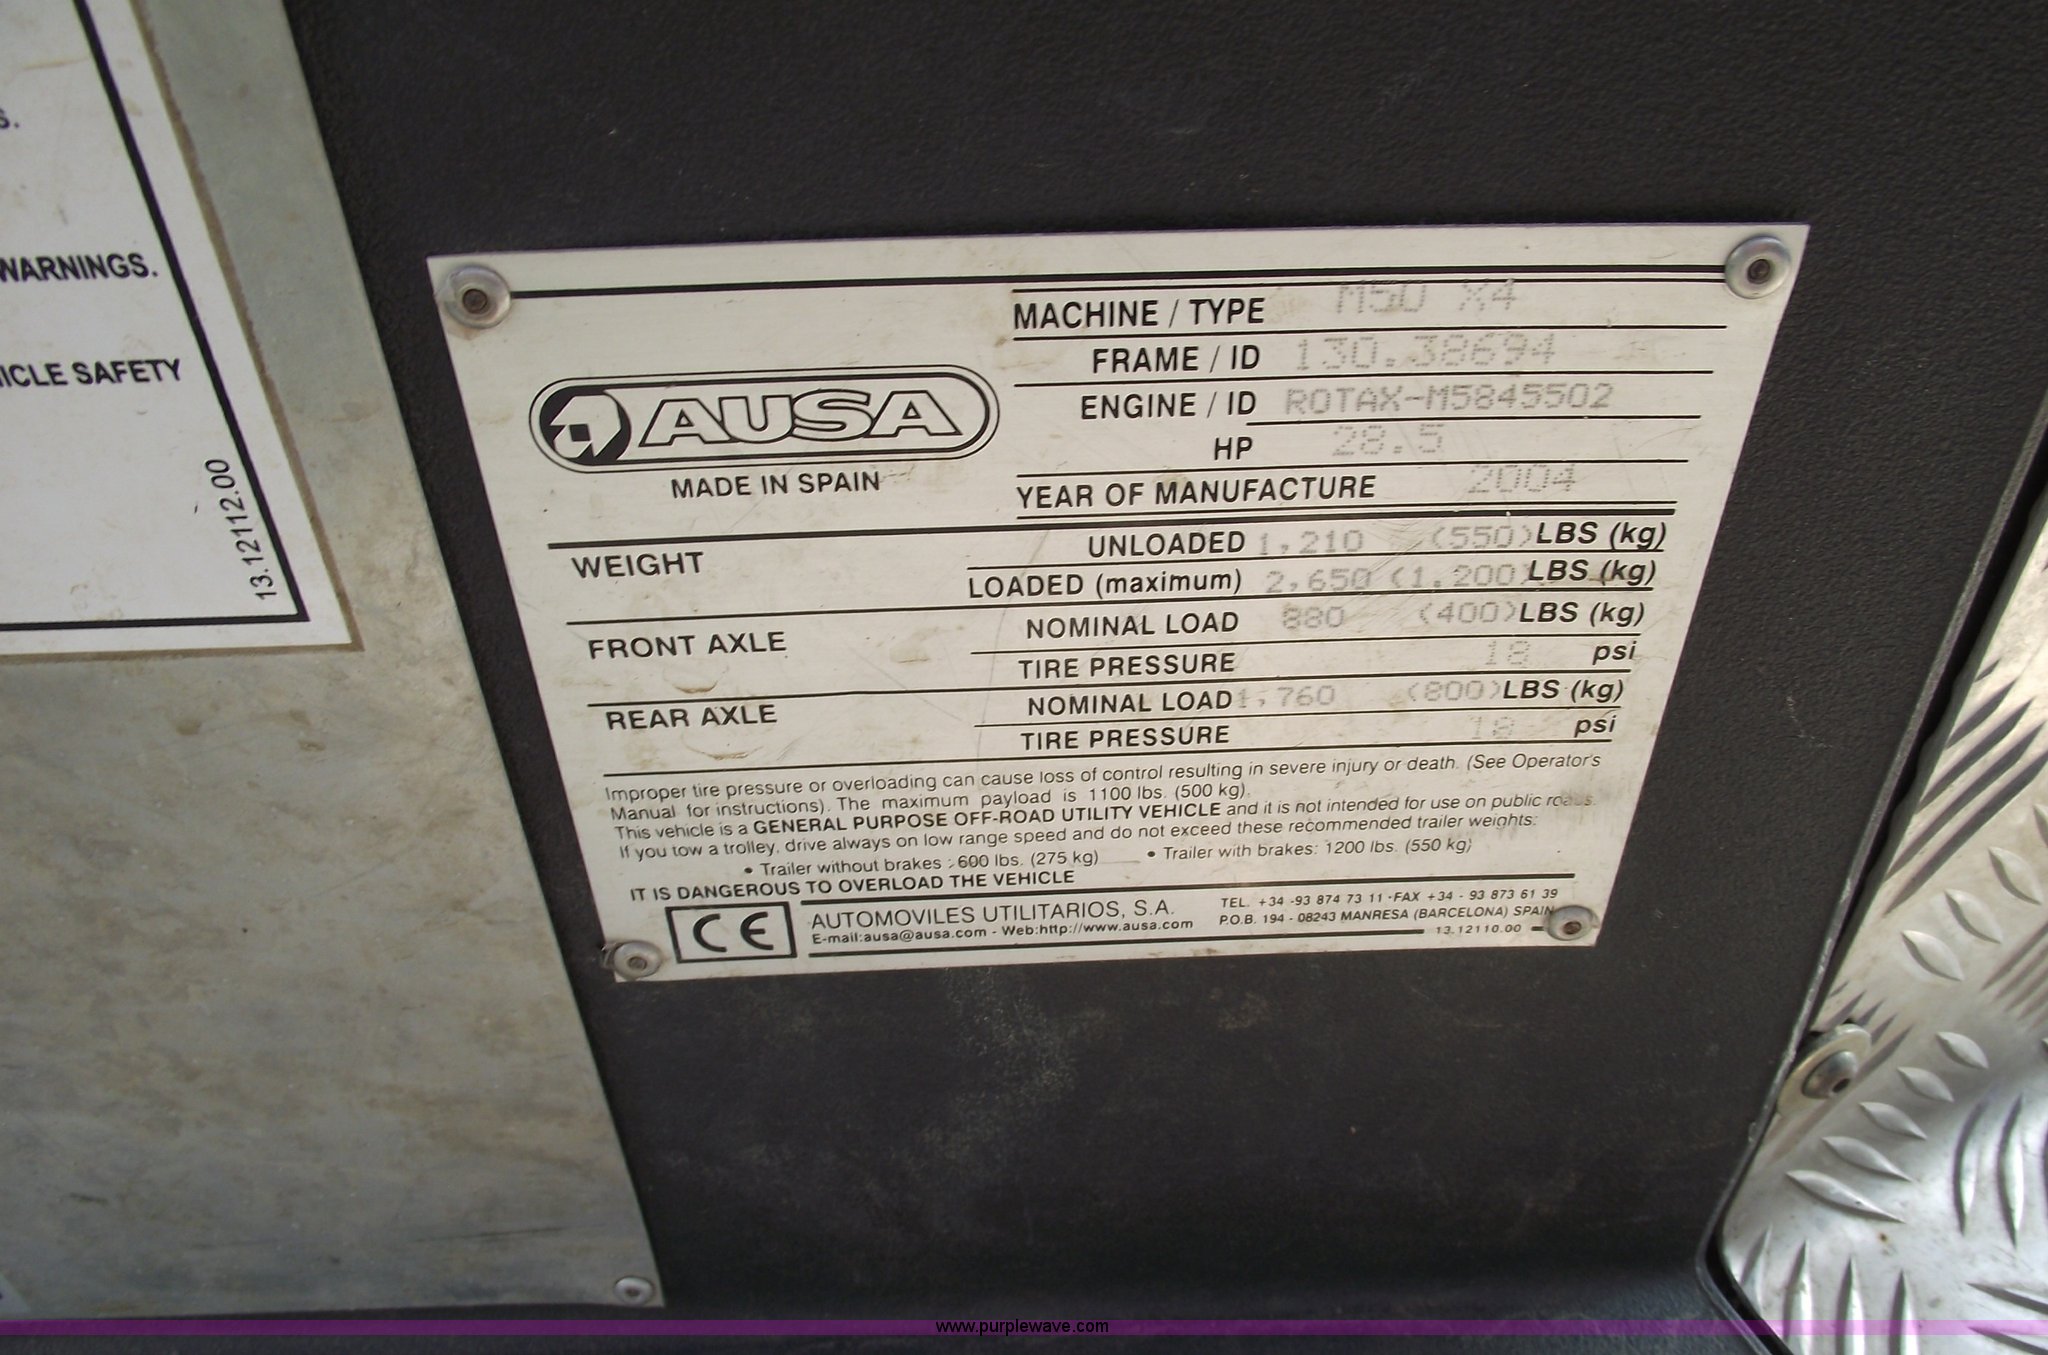 S.
WARNINGS.
ICLE SAFETY
13.12112.00
AUSA
MADE IN SPAIN
MACHINE / TYPE M50 X4
FRAME / ID 130.38694
ENGINE / ID ROTAX-M5845502
HP 28.5
YEAR OF MANUFACTURE 2004
WEIGHT UNLOADED 1,210 (550) LBS (kg)
LOADED (maximum) 2,650 (1,200) LBS (kg)
FRONT AXLE NOMINAL LOAD 880 (400) LBS (kg)
TIRE PRESSURE 18 psi
REAR AXLE NOMINAL LOAD 1,760 (800) LBS (kg)
TIRE PRESSURE 18 psi
Improper tire pressure or overloading can cause loss of control resulting in severe injury or death. (See Operator's
Manual for instructions). The maximum payload is 1100 lbs. (500 kg).
This vehicle is a GENERAL PURPOSE OFF-ROAD UTILITY VEHICLE and it is not intended for use on public roads.
If you tow a trolley, drive always on low range speed and do not exceed these recommended trailer weights:
• Trailer without brakes : 600 lbs. (275 kg) • Trailer with brakes: 1200 lbs. (550 kg)
IT IS DANGEROUS TO OVERLOAD THE VEHICLE
CE
AUTOMOVILES UTILITARIOS, S.A.
E-mail:ausa@ausa.com - Web:http://www.ausa.com
TEL. +34 -93 874 73 11 · FAX +34 - 93 873 61 39
P.O.B. 194 - 08243 MANRESA (BARCELONA) SPAIN
13.12110.00
www.purplewave.com